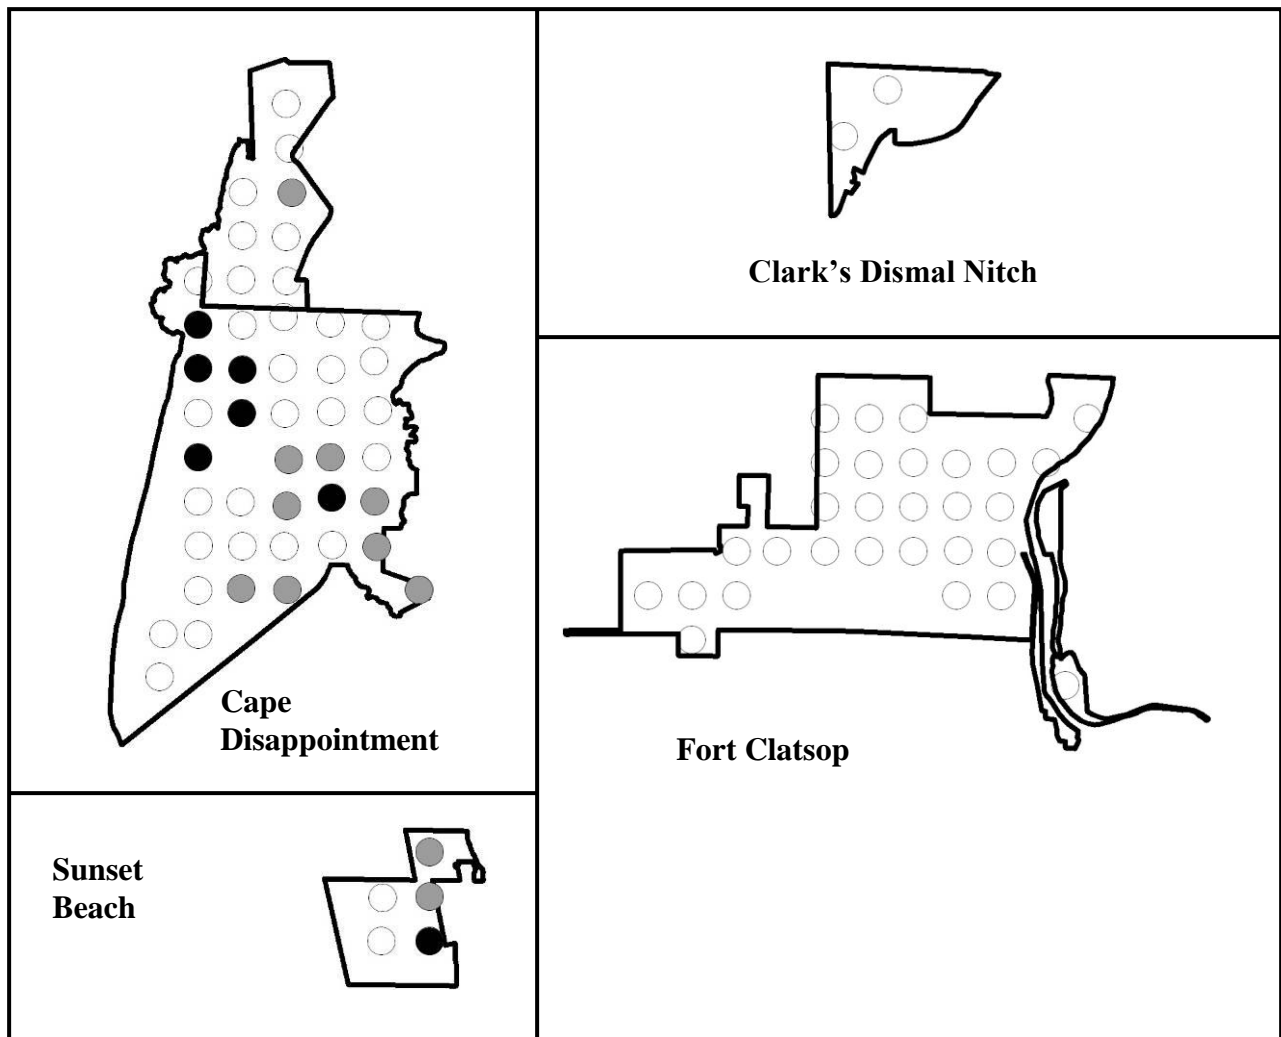 Clark’s Dismal Nitch
Cape
Disappointment
Fort Clatsop
Sunset
Beach